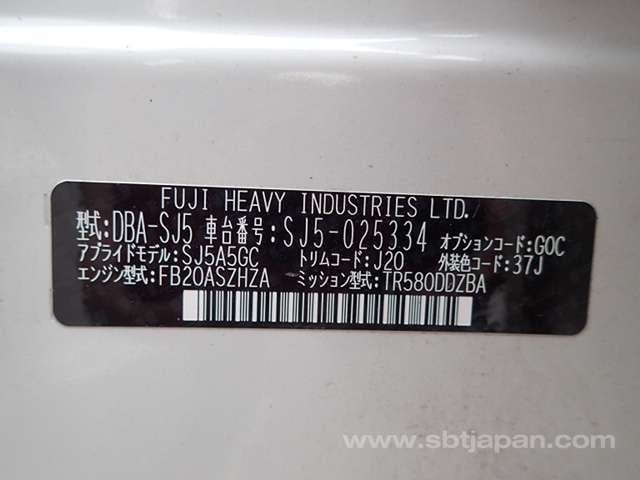 FUJI HEAVY INDUSTRIES LTD.
型式:DBA-SJ5 車台番号:SJ5-025334 オプションコード:GOC
アプライドモデル:SJ5A5GC トリムコード:J20 外装色コード:37J
エンジン型式:FB20ASZHZA ミッション型式:TR580DDZBA
www.sbtjapan.com